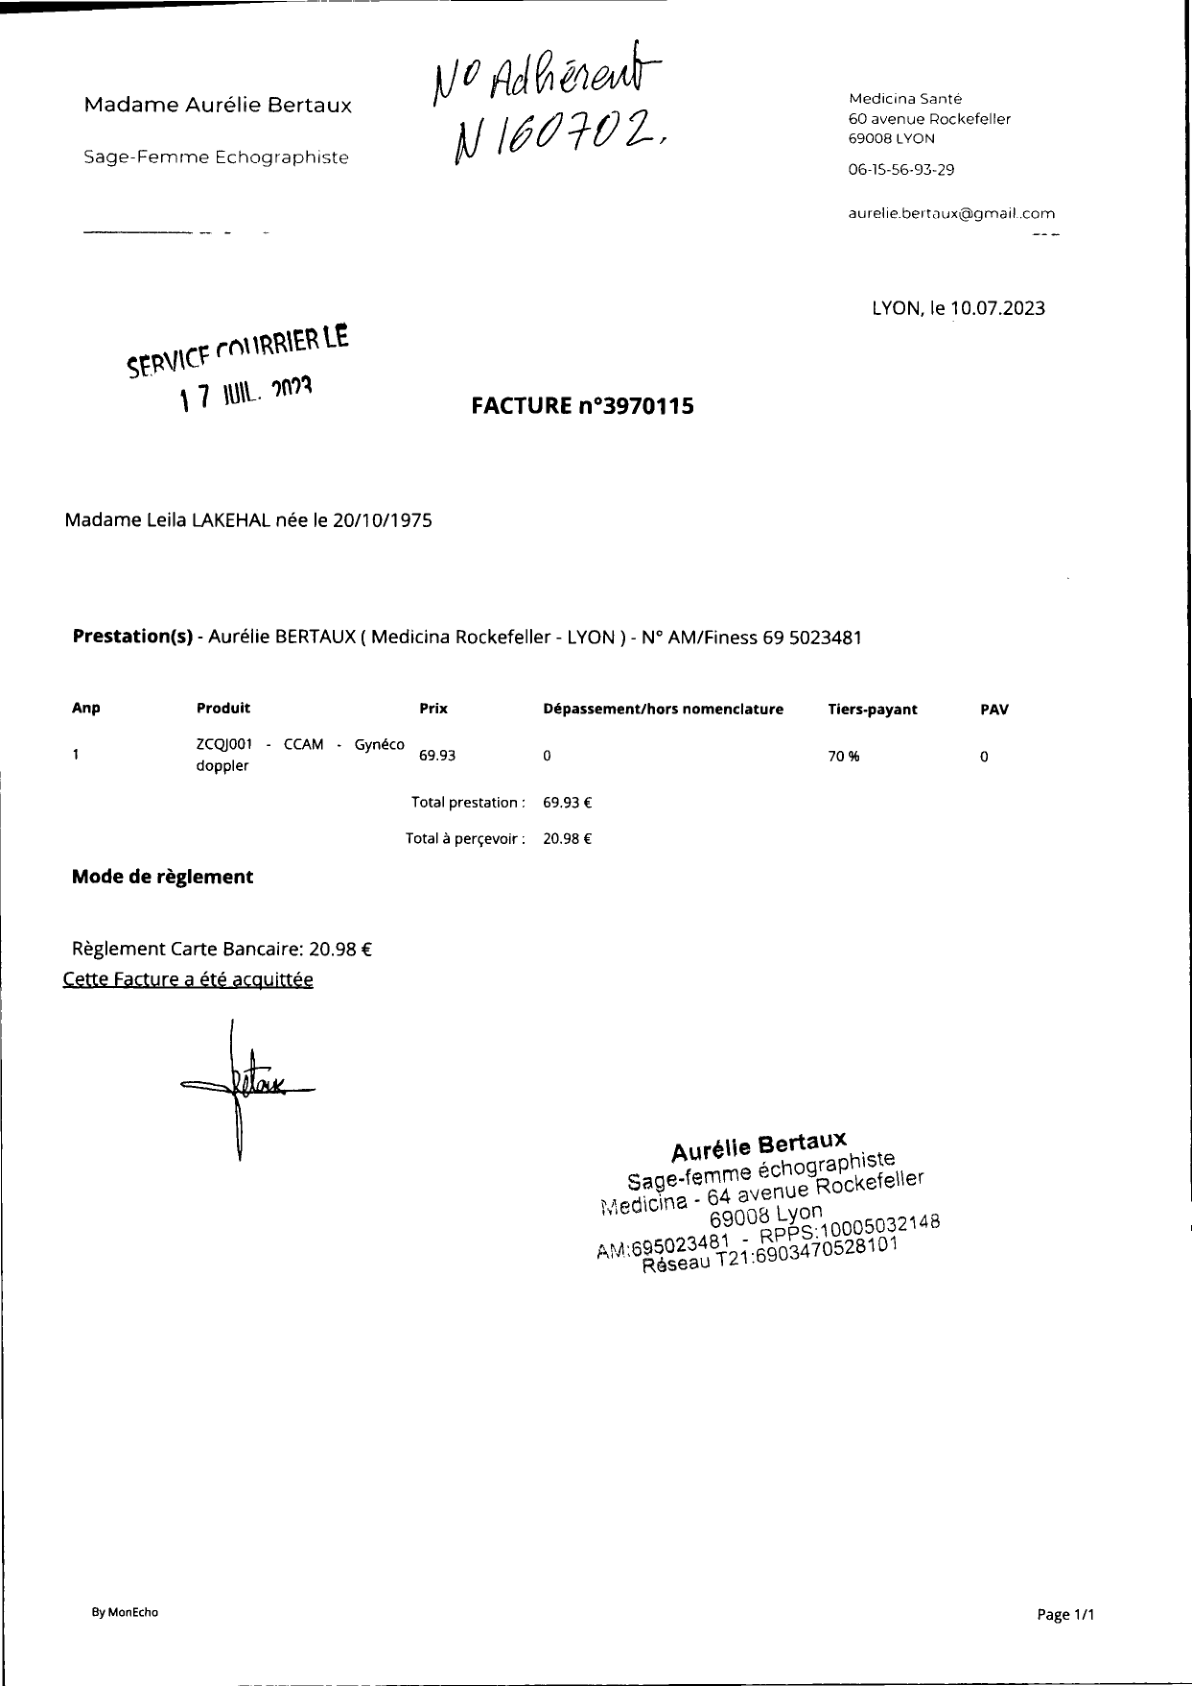 N° Adhérent
N160702.
Madame Aurélie Bertaux
Sage-Femme Echographiste
Medicina Santé
60 avenue Rockefeller
69008 LYON
06-15-56-93-29
aurelie.bertaux@gmail.com
LYON, le 10.07.2023
SERVICE COURRIER LE
17 JUIL. 2023
FACTURE n°3970115
Madame Leila LAKEHAL née le 20/10/1975
Prestation(s) - Aurélie BERTAUX ( Medicina Rockefeller - LYON ) - N° AM/Finess 69 5023481
Anp Produit Prix Dépassement/hors nomenclature Tiers-payant PAV
1 ZCQJ001 - CCAM - Gynéco 69.93 0 70 % 0
doppler
Total prestation : 69.93 €
Total à perçevoir : 20.98 €
Mode de règlement
Règlement Carte Bancaire: 20.98 €
Cette Facture a été acquittée
Aurélie Bertaux
Sage-femme échographiste
Medicina - 64 avenue Rockefeller
69008 Lyon
AM:695023481 - RPPS:10005032148
Réseau T21:6903470528101
By MonEcho
Page 1/1